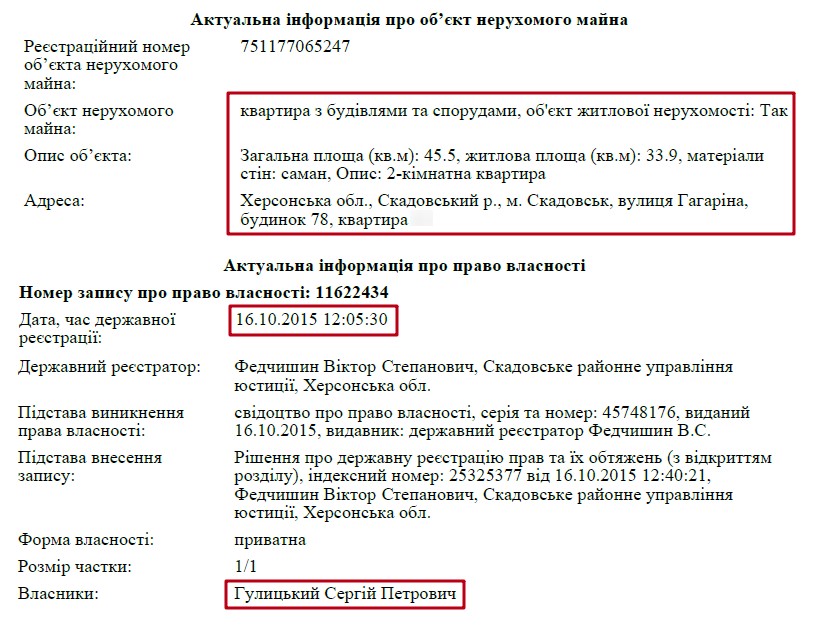 Актуальна інформація про об’єкт нерухомого майна
Реєстраційний номер об’єкта нерухомого майна: 751177065247
Об’єкт нерухомого майна: квартира з будівлями та спорудами, об'єкт житлової нерухомості: Так
Опис об’єкта: Загальна площа (кв.м): 45.5, житлова площа (кв.м): 33.9, матеріали
стін: саман, Опис: 2-кімнатна квартира
Адреса: Херсонська обл., Скадовський р., м. Скадовськ, вулиця Гагаріна,
будинок 78, квартира
Актуальна інформація про право власності
Номер запису про право власності: 11622434
Дата, час державної реєстрації: 16.10.2015 12:05:30
Державний реєстратор: Федчишин Віктор Степанович, Скадовське районне управління
юстиції, Херсонська обл.
Підстава виникнення права власності: свідоцтво про право власності, серія та номер: 45748176, виданий
16.10.2015, видавник: державний реєстратор Федчишин В.С.
Підстава внесення запису: Рішення про державну реєстрацію прав та їх обтяжень (з відкриттям
розділу), індексний номер: 25325377 від 16.10.2015 12:40:21,
Федчишин Віктор Степанович, Скадовське районне управління
юстиції, Херсонська обл.
Форма власності: приватна
Розмір частки: 1/1
Власники: Гулицький Сергій Петрович